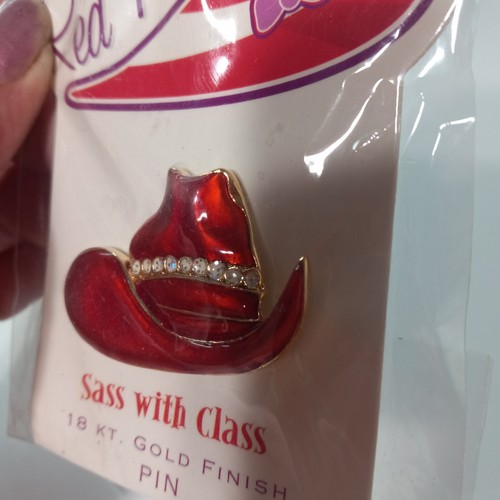 Red
Sass with Class
18 KT. GOLD FINISH
PIN